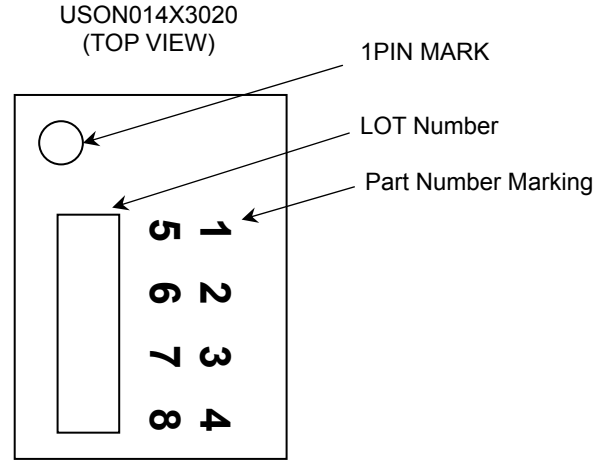 USON014X3020
(TOP VIEW)
1PIN MARK
LOT Number
Part Number Marking
1 2 3 4
5 6 7 8